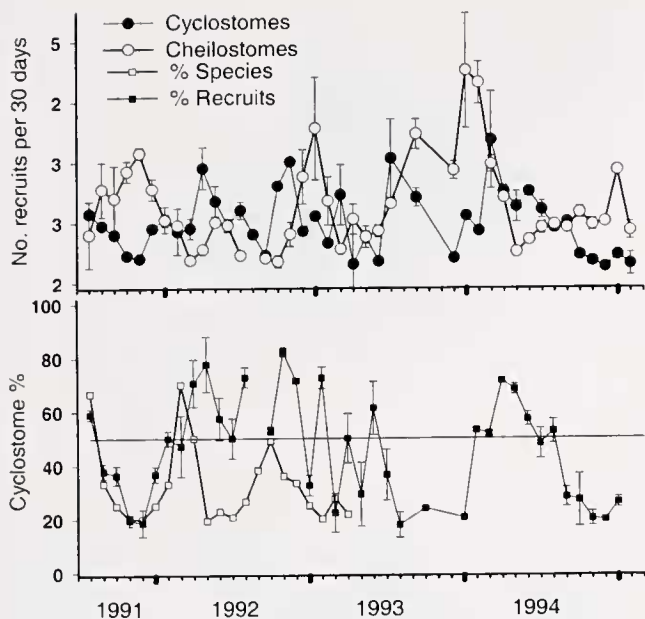 Cyclostomes
Cheilostomes
% Species
% Recruits
No. recruits per 30 days
5
2
3
3
2
Cyclostome %
100
80
60
40
20
0
1991
1992
1993
1994